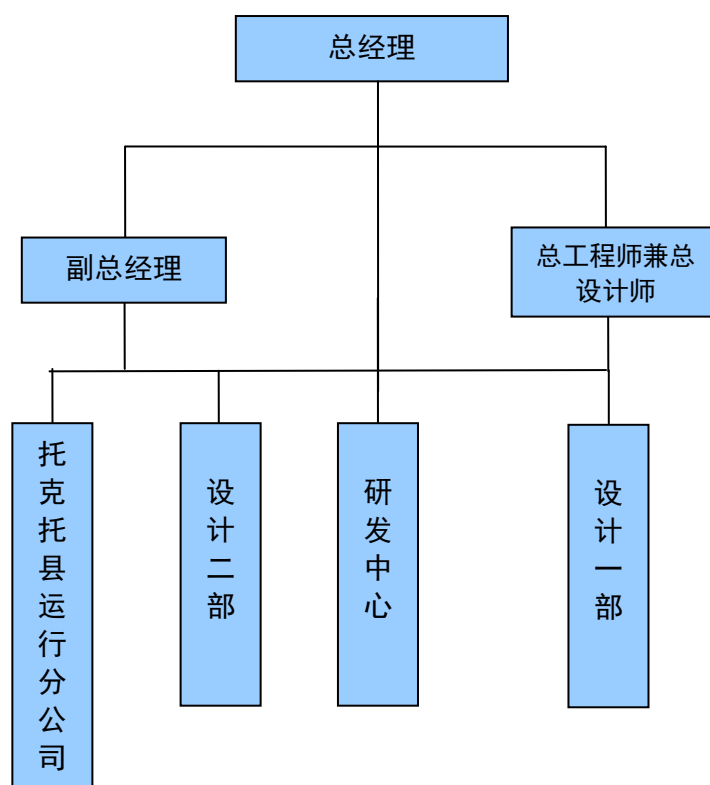 总经理
副总经理
总工程师兼总
设计师
托克托县运行分公司
设计二部
研发中心
设计一部